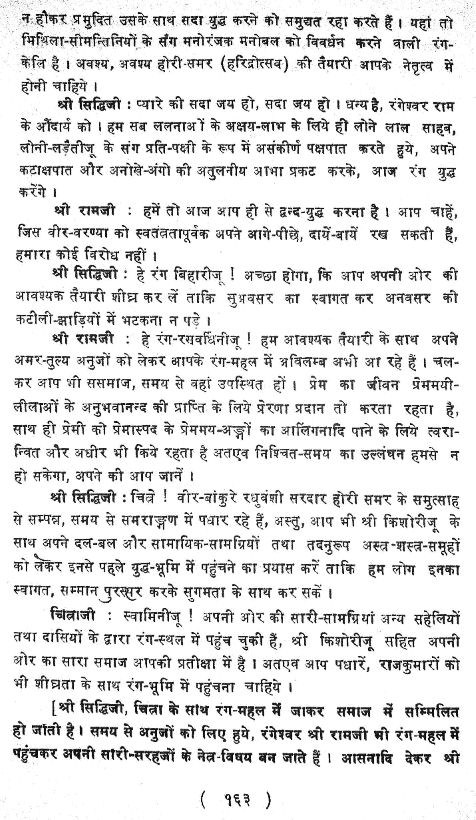 न होकर प्रमुदित उसके साथ सदा युद्ध करने को समुद्यत रहा करते हैं । यहां तो
मिथिला-सीमन्तिनियों के संग मनोरंजक मनोबल को विवर्धन करने वाली रंग-
केलि है । अवश्य, अवश्य होरी-समर (हरिद्रोत्सव) की तैयारी आपके नेतृत्व में
होनी चाहिये ।
श्री सिद्धिजी : प्यारे की सदा जय हो, सदा जय हो । धन्य है, रंगेश्वर राम
के औदार्य को । हम सब ललनाओं के अक्षय-लाभ के लिये ही लोने लाल साहब,
लोनी-लड़ैतीजू के संग प्रति-पक्षी के रूप में असंकीर्ण पक्षपात करते हुये, अपने
कटाक्षपात और अनोखे-अंगो की अतुलनीय आभा प्रकट करके, आज रंग युद्ध
करेंगे ।
श्री रामजी : हमें तो आज आप ही से द्वन्द-युद्ध करना है । आप चाहें,
जिस वीर-वरण्या को स्वतंत्रतापूर्वक अपने आगे-पीछे, दायें-बायें रख सकती हैं,
हमारा कोई विरोध नहीं ।
श्री सिद्धिजी : हे रंग बिहारीजू ! अच्छा होगा, कि आप अपनी ओर की
आवश्यक तैयारी शीघ्र कर लें ताकि सुअवसर का स्वागत कर अनवसर की
कटीली-झाड़ियों में भटकना न पड़े ।
श्री रामजी : हे रंग-रसवर्धिनीजू ! हम आवश्यक तैयारी के साथ अपने
अमर-तुल्य अनुजों को लेकर आपके रंग-महल में अविलम्ब अभी आ रहे हैं । चल-
कर आप भी ससमाज, समय से वहां उपस्थित हों । प्रेम का जीवन प्रेममयी-
लीलाओं के अनुभवानन्द की प्राप्ति के लिये प्रेरणा प्रदान तो करता रहता है,
साथ ही प्रेमी को प्रेमास्पद के प्रेममय-अङ्गों का आलिंगनादि पाने के लिये त्वरा-
न्वित और अधीर भी किये रहता है अतएव निश्चित-समय का उल्लंघन हमसे न
हो सकेगा, अपने की आप जानें ।
श्री सिद्धिजी : चित्रे ! वीर-बांकुरे रघुवंशी सरदार होरी समर के समुत्साह
से सम्पन्न, समय से समराङ्गण में पधार रहे हैं, अस्तु, आप भी श्री किशोरीजू के
साथ अपने दल-बल और सामायिक-सामग्रियों तथा तदनुरूप अस्त्र-शस्त्र-समूहों
को लेकर इनसे पहले युद्ध-भूमि में पहुंचने का प्रयास करें ताकि हम लोग इनका
स्वागत, सम्मान पुरस्सर करके सुगमता के साथ कर सकें ।
चित्राजी : स्वामिनीजू ! अपनी ओर की सारी-सामग्रियां अन्य सहेलियों
तथा दासियों के द्वारा रंग-स्थल में पहुंच चुकी हैं, श्री किशोरीजू सहित अपनी
ओर का सारा समाज आपकी प्रतीक्षा में है । अतएव आप पधारें, राजकुमारों को
भी शीघ्रता के साथ रंग-भूमि में पहुंचना चाहिये ।
[श्री सिद्धिजी, चित्रा के साथ रंग-महल में जाकर समाज में सम्मिलित
हो जाती है । समय से अनुजों को लिए हुये, रंगेश्वर श्री रामजी भी रंग-महल में
पहुंचकर अपनी सारी-सरहजों के नेत्र-विषय बन जाते हैं । आसनादि देकर श्री
( १६३ )